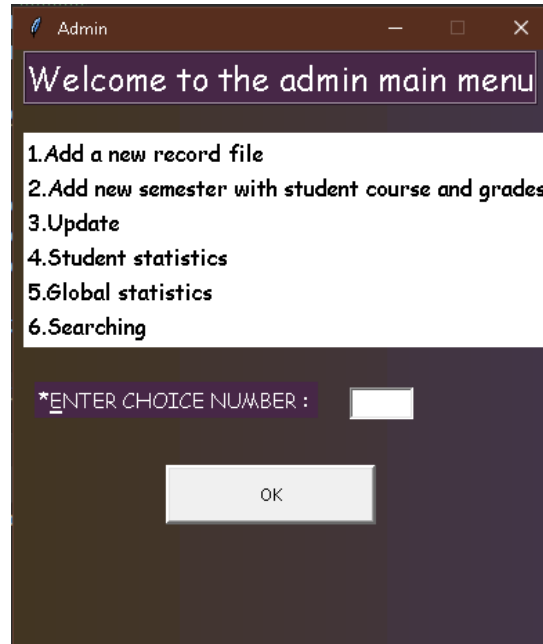 Admin
Welcome to the admin main menu
1.Add a new record file
2.Add new semester with student course and grades
3.Update
4.Student statistics
5.Global statistics
6.Searching
*ENTER CHOICE NUMBER :
OK